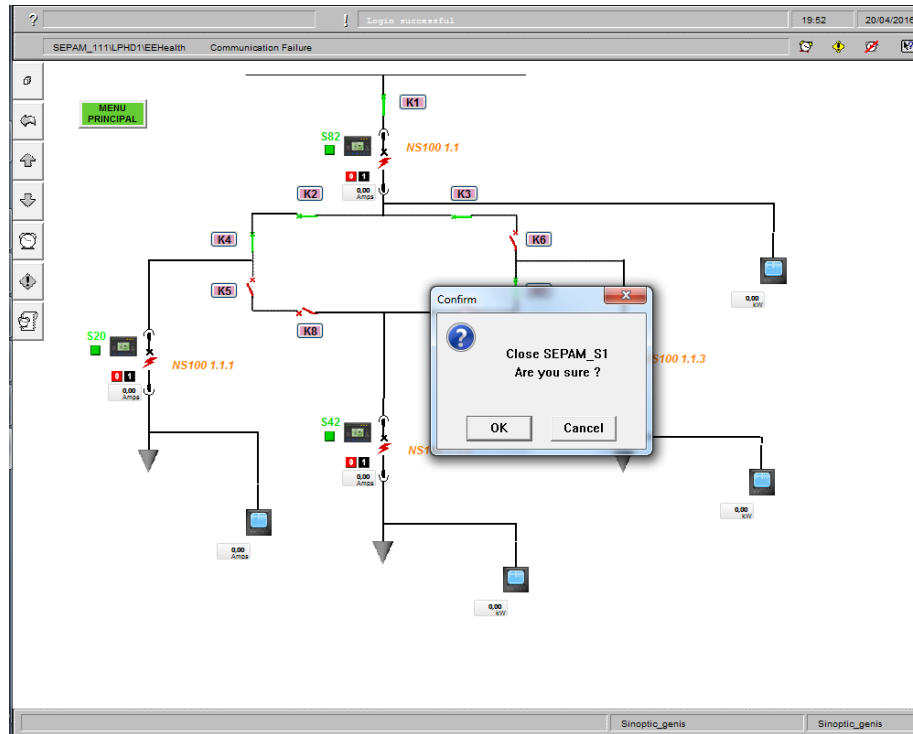 ? ! Login successful 19:52 20/04/2016
SEPAM_111\LPHD1\EEHealth Communication Failure
MENU
PRINCIPAL
K1
S82
NS100 1.1
0 1
0,00
Amps
K2
K3
K4
K6
K5
K8
0,00
kW
Confirm
Close SEPAM_S1
Are you sure ?
OK Cancel
S20
NS100 1.1.1
0 1
0,00
Amps
S100 1.1.3
S42
NS1
0 1
0,00
Amps
0,00
kW
0,00
Amps
0,00
kW
Sinoptic_genis Sinoptic_genis